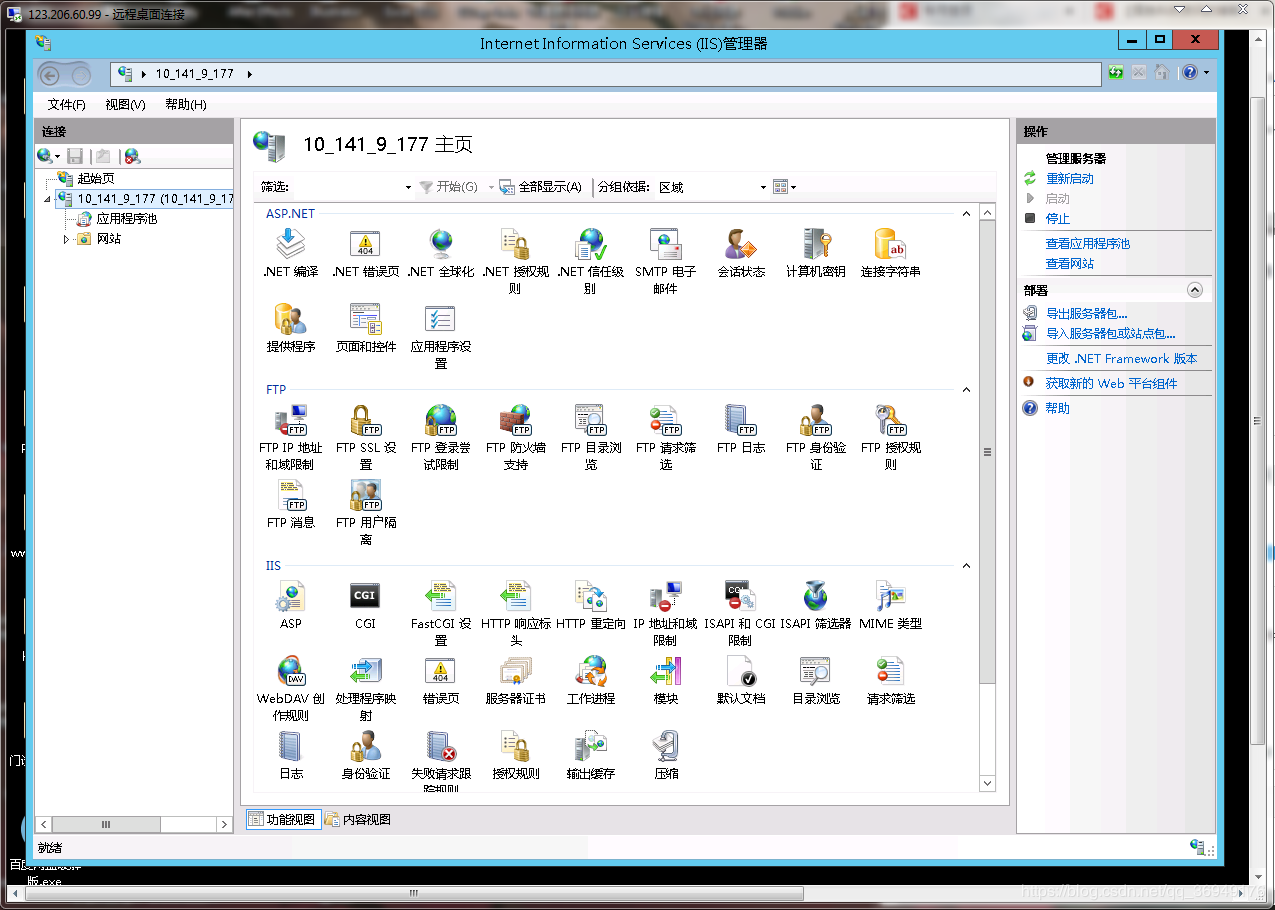 123.206.60.99 - 远程桌面连接
Internet Information Services (IIS)管理器
10_141_9_177
文件(F) 视图(V) 帮助(H)
连接
起始页
10_141_9_177 (10_141_9_17
应用程序池
网站
10_141_9_177 主页
筛选: 开始(G) 全部显示(A) 分组依据: 区域
ASP.NET
.NET 编译
.NET 错误页
.NET 全球化
.NET 授权规
则
.NET 信任级
别
SMTP 电子
邮件
会话状态
计算机密钥
连接字符串
提供程序
页面和控件
应用程序设
置
FTP
FTP IP 地址
和域限制
FTP SSL 设
置
FTP 登录尝
试限制
FTP 防火墙
支持
FTP 目录浏
览
FTP 请求筛
选
FTP 日志
FTP 身份验
证
FTP 授权规
则
FTP 消息
FTP 用户隔
离
IIS
ASP
CGI
FastCGI 设
置
HTTP 响应标
头
HTTP 重定向
IP 地址和域
限制
ISAPI 和 CGI
限制
ISAPI 筛选器
MIME 类型
WebDAV 创
作规则
处理程序映
射
错误页
服务器证书
工作进程
模块
默认文档
目录浏览
请求筛选
日志
身份验证
失败请求跟
踪规则
授权规则
输出缓存
压缩
功能视图 内容视图
就绪
操作
管理服务器
重新启动
启动
停止
查看应用程序池
查看网站
部署
导出服务器包...
导入服务器包或站点包...
更改 .NET Framework 版本
获取新的 Web 平台组件
帮助
版.exe